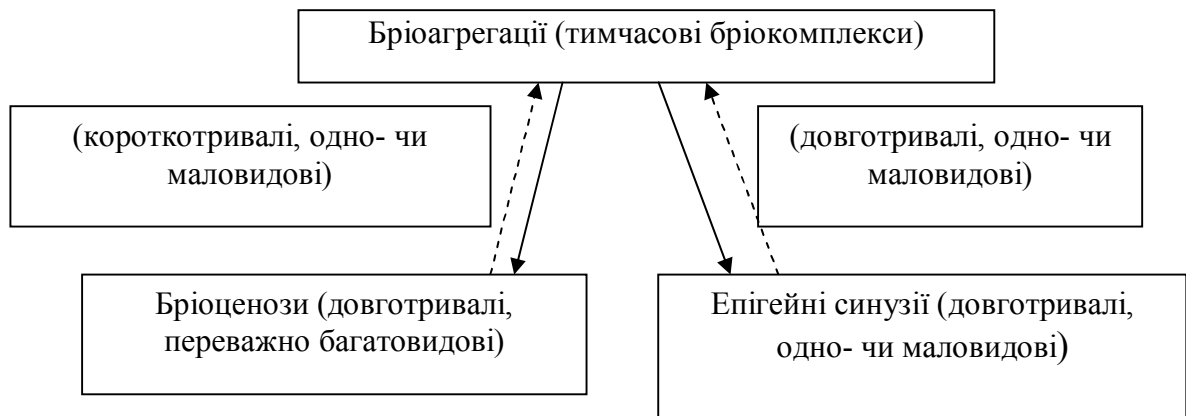 Бріоагрегації (тимчасові бріокомплекси)
(короткотривалі, одно- чи
маловидові)
(довготривалі, одно- чи
маловидові)
Бріоценози (довготривалі,
переважно багатовидові)
Епігейні синузії (довготривалі,
одно- чи маловидові)